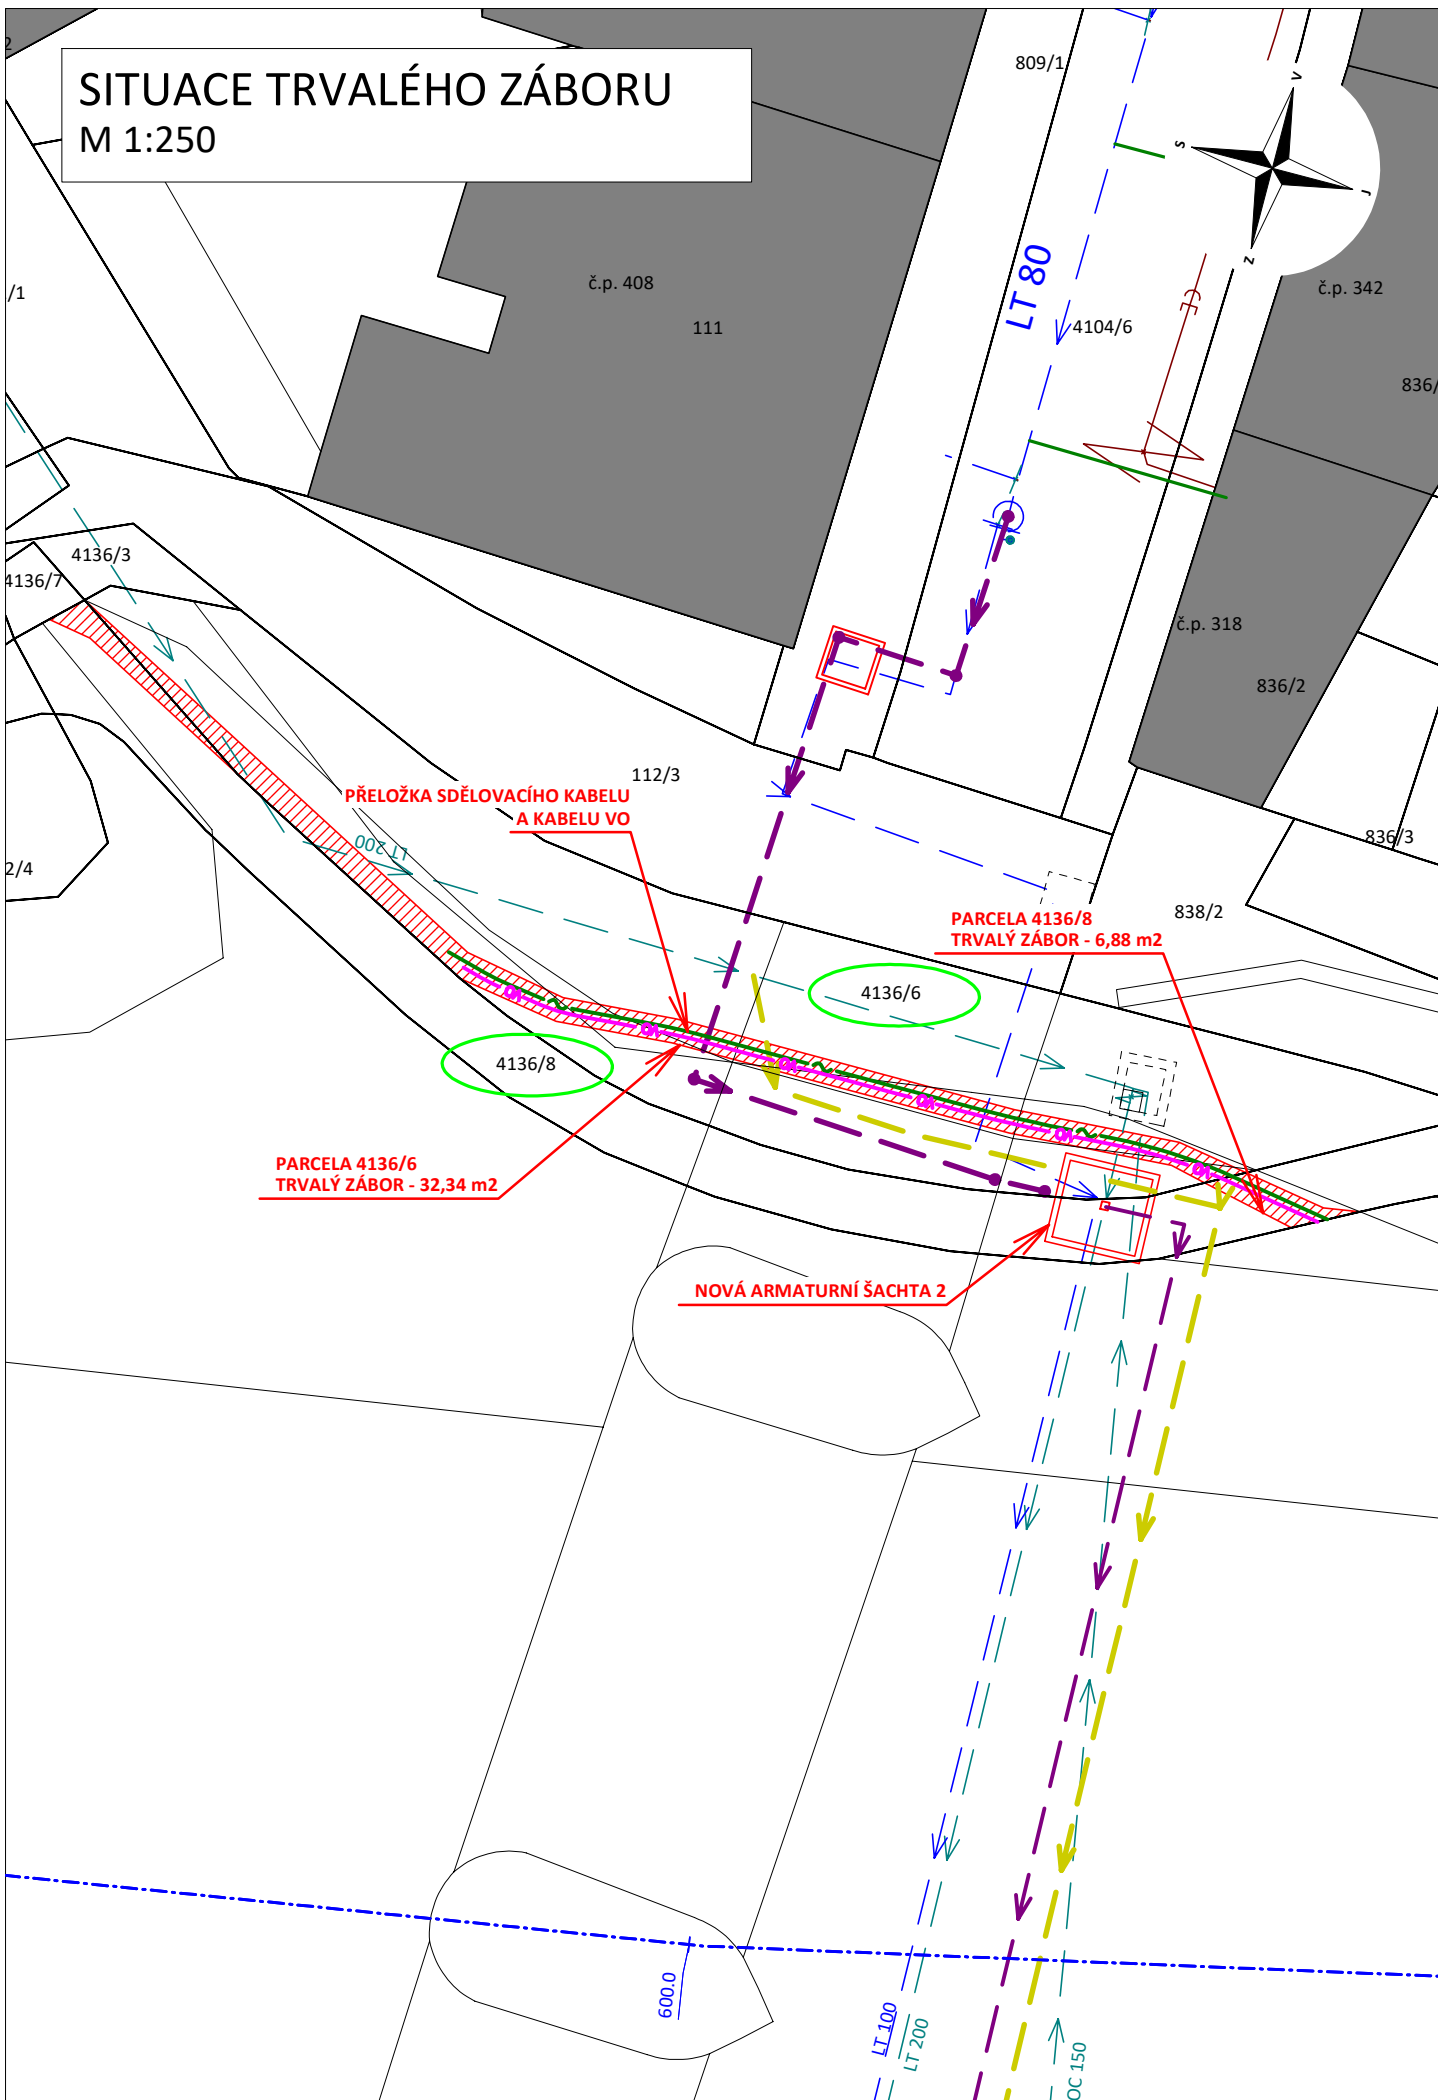 SITUACE TRVALÉHO ZÁBORU
M 1:250
809/1
V
S
J
Z
č.p. 408
111
/1
LT 80
4104/6
č.p. 342
836/
4136/3
4136/7
č.p. 318
836/2
112/3
PŘELOŽKA SDĚLOVACÍHO KABELU
A KABELU VO
LT 200
836/3
2/4
838/2
PARCELA 4136/8
TRVALÝ ZÁBOR - 6,88 m2
4136/6
4136/8
PARCELA 4136/6
TRVALÝ ZÁBOR - 32,34 m2
NOVÁ ARMATURNÍ ŠACHTA 2
600.0
LT 100
LT 200
OC 150